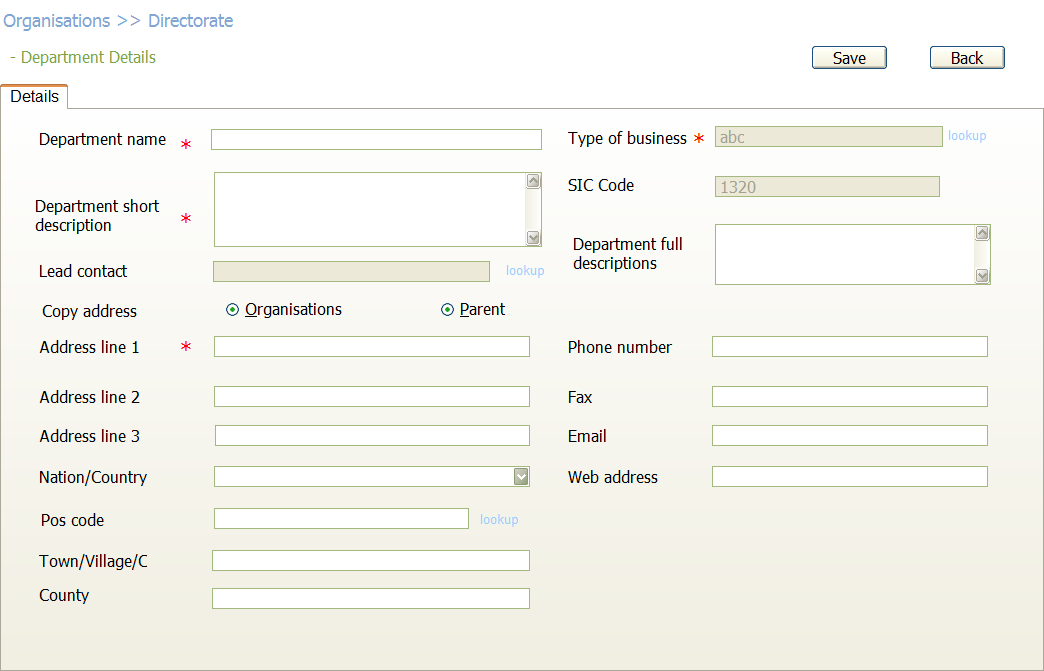 Organisations >> Directorate
- Department Details
Save
Back
Details
Department name *
Type of business * abc lookup
SIC Code 1320
Department short
description *
Department full
descriptions
Lead contact lookup
Copy address Organisations Parent
Address line 1 *
Phone number
Address line 2
Fax
Address line 3
Email
Nation/Country
Web address
Pos code lookup
Town/Village/C
County